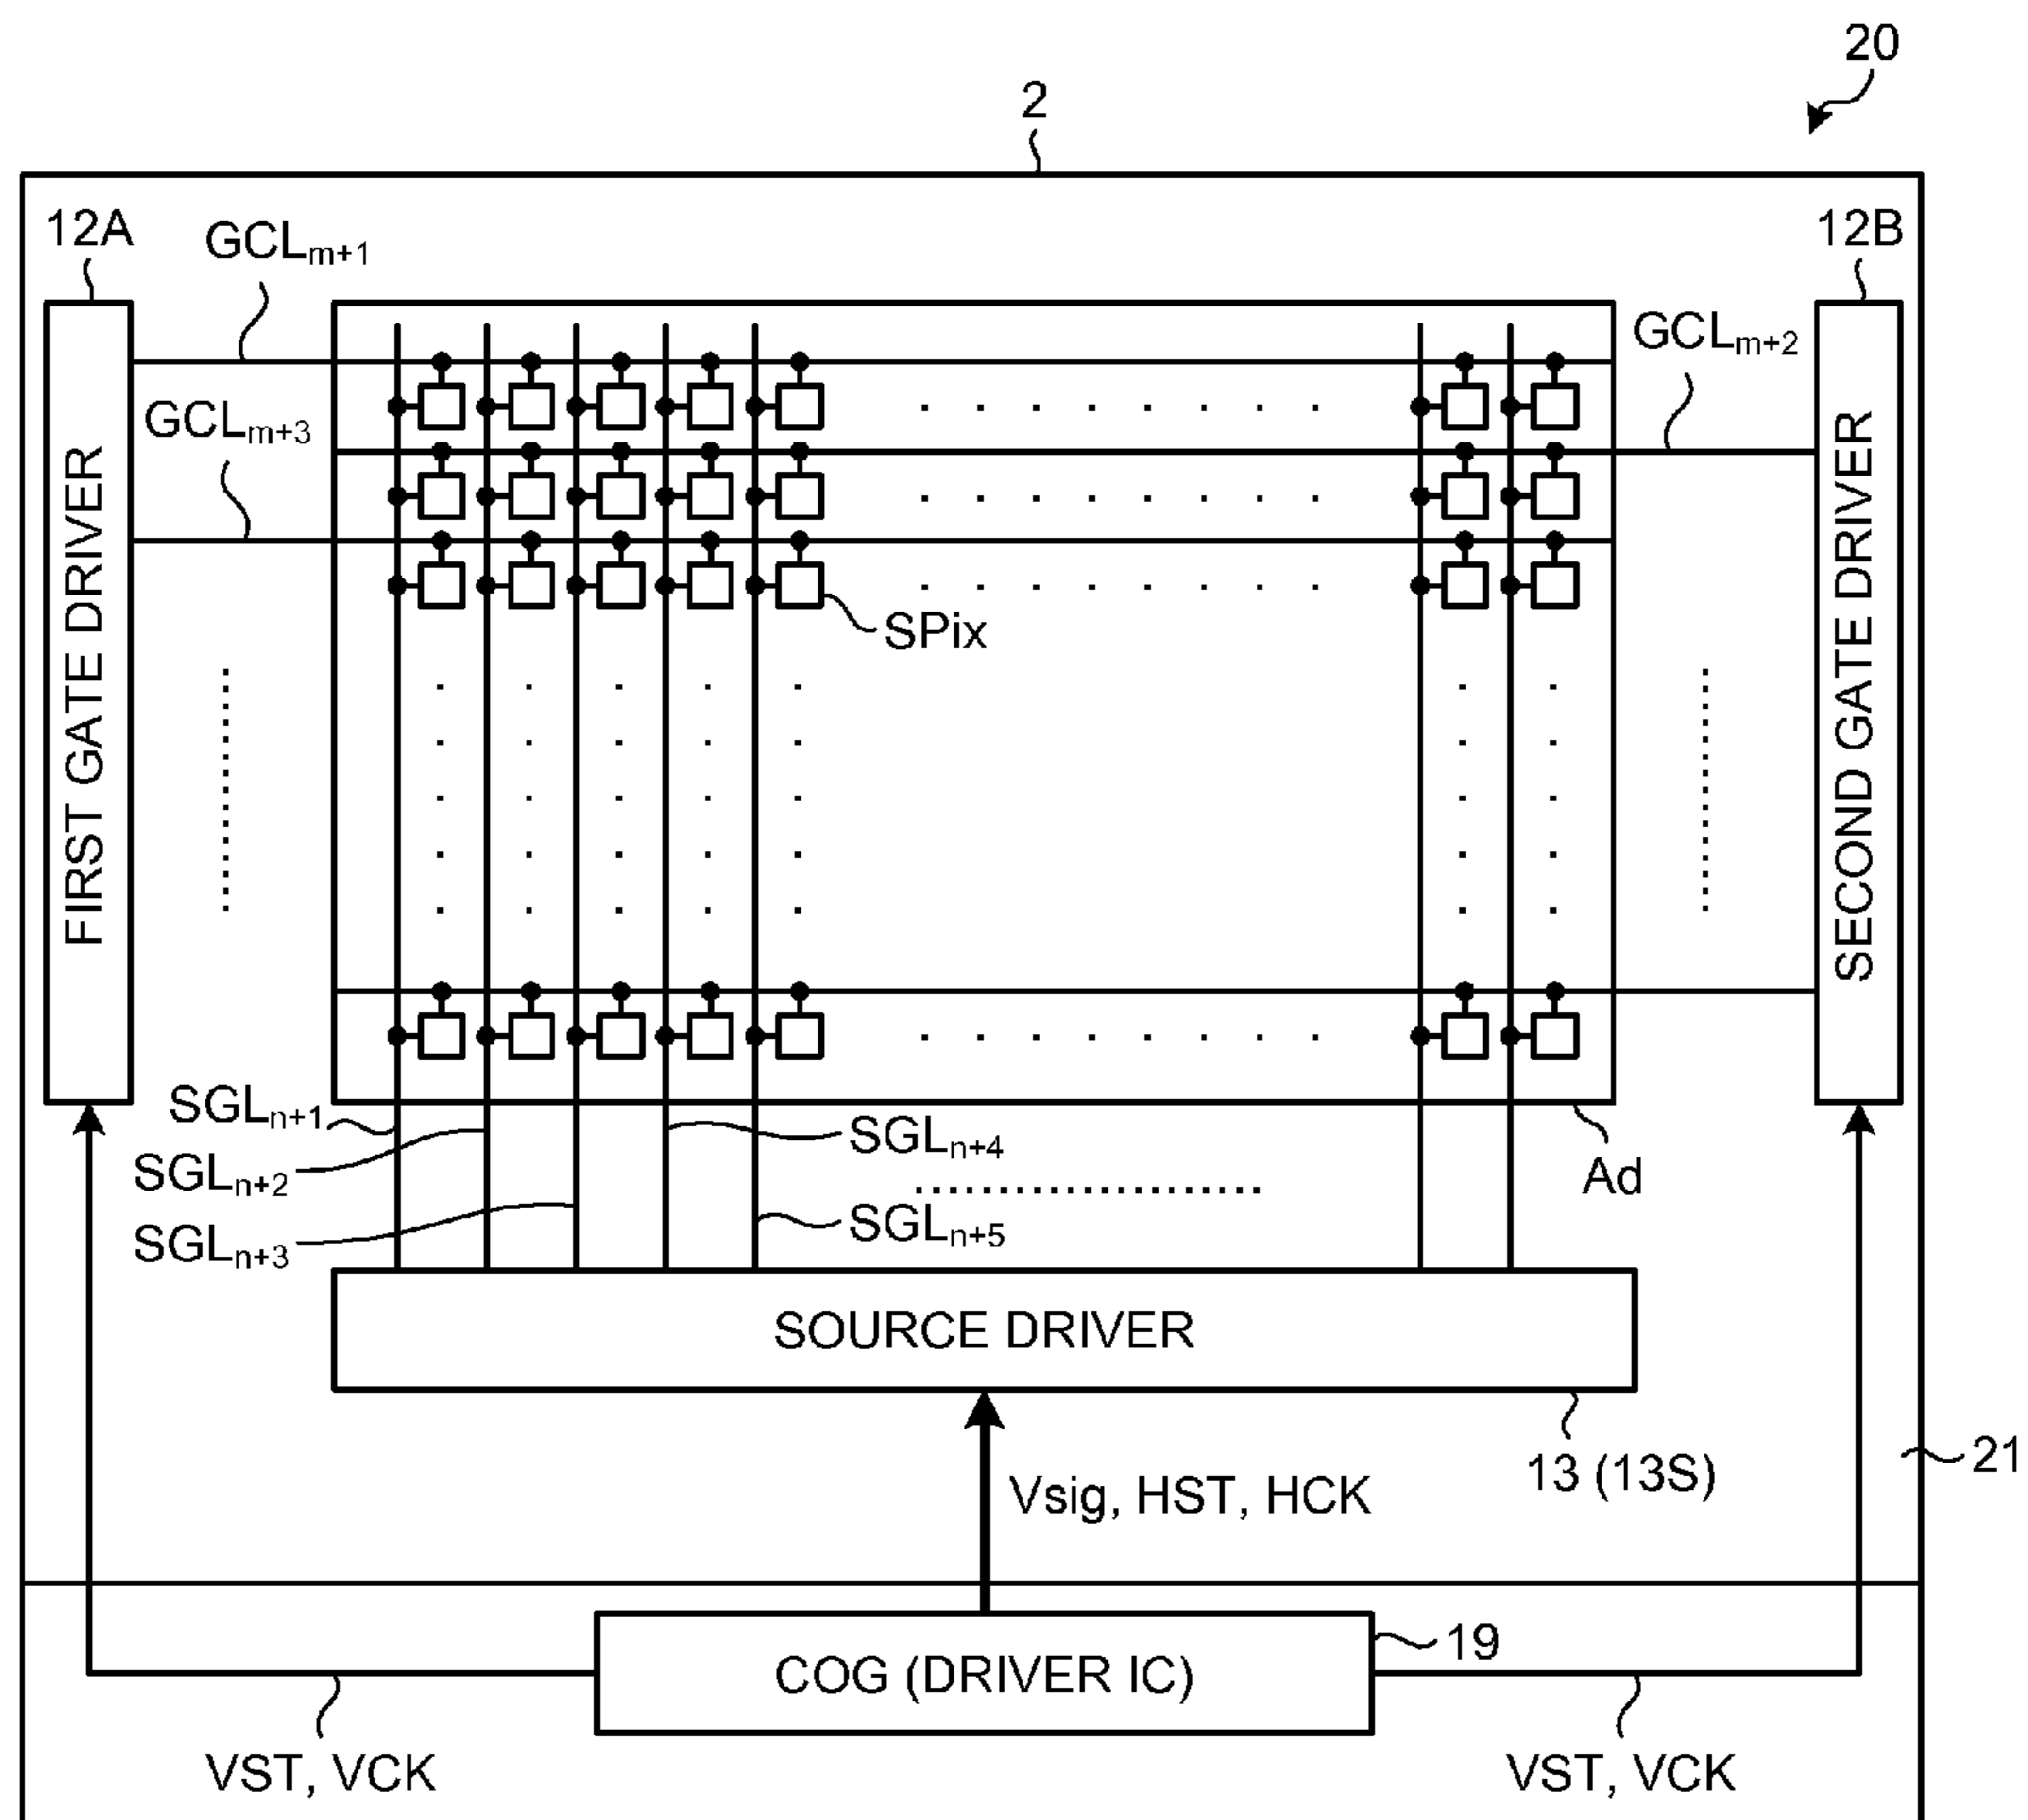 20
2
12A
GCLm+1
12B
GCLm+2
GCLm+3
FIRST GATE DRIVER
SECOND GATE DRIVER
SPix
SGLn+1
SGLn+2
SGLn+3
SGLn+4
SGLn+5
Ad
SOURCE DRIVER
13 (13S)
21
Vsig, HST, HCK
19
COG (DRIVER IC)
VST, VCK
VST, VCK